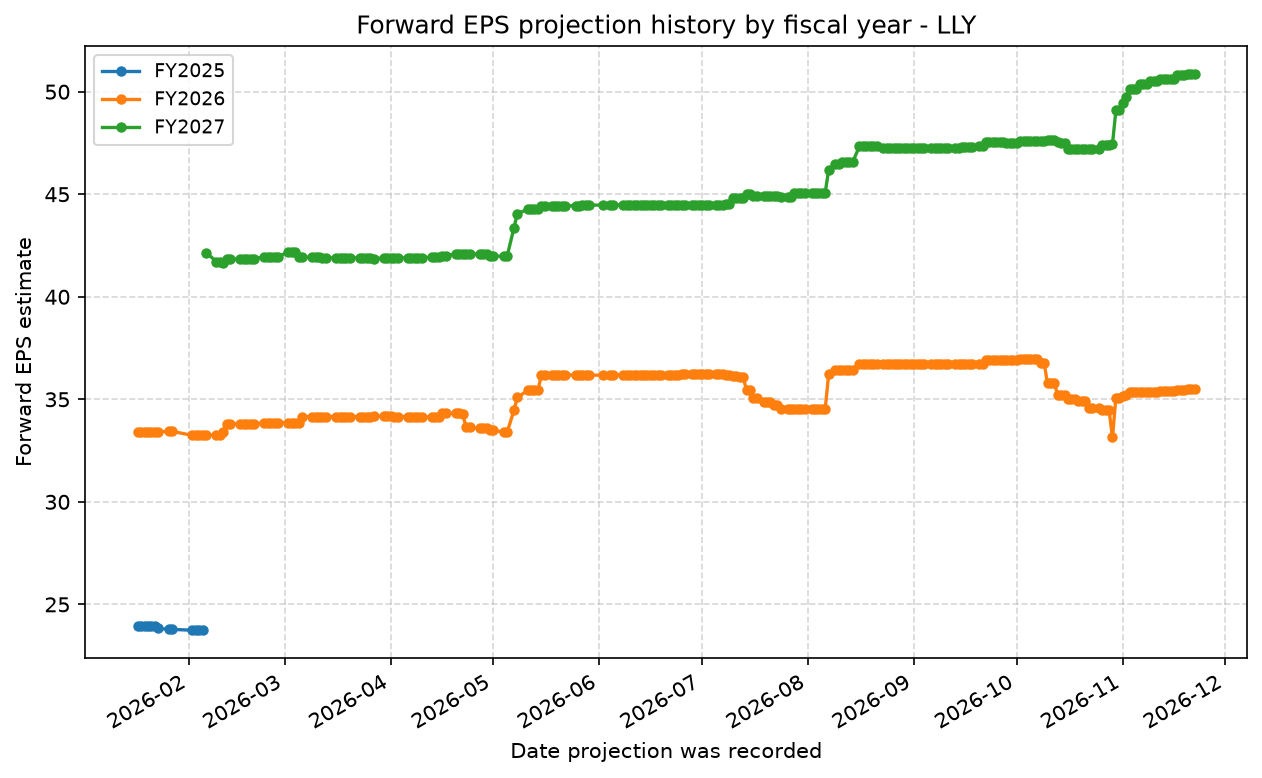 Forward EPS projection history by fiscal year - LLY
FY2025
FY2026
FY2027
Forward EPS estimate
50
45
40
35
30
25
2026-02
2026-03
2026-04
2026-05
2026-06
2026-07
2026-08
2026-09
2026-10
2026-11
2026-12
Date projection was recorded